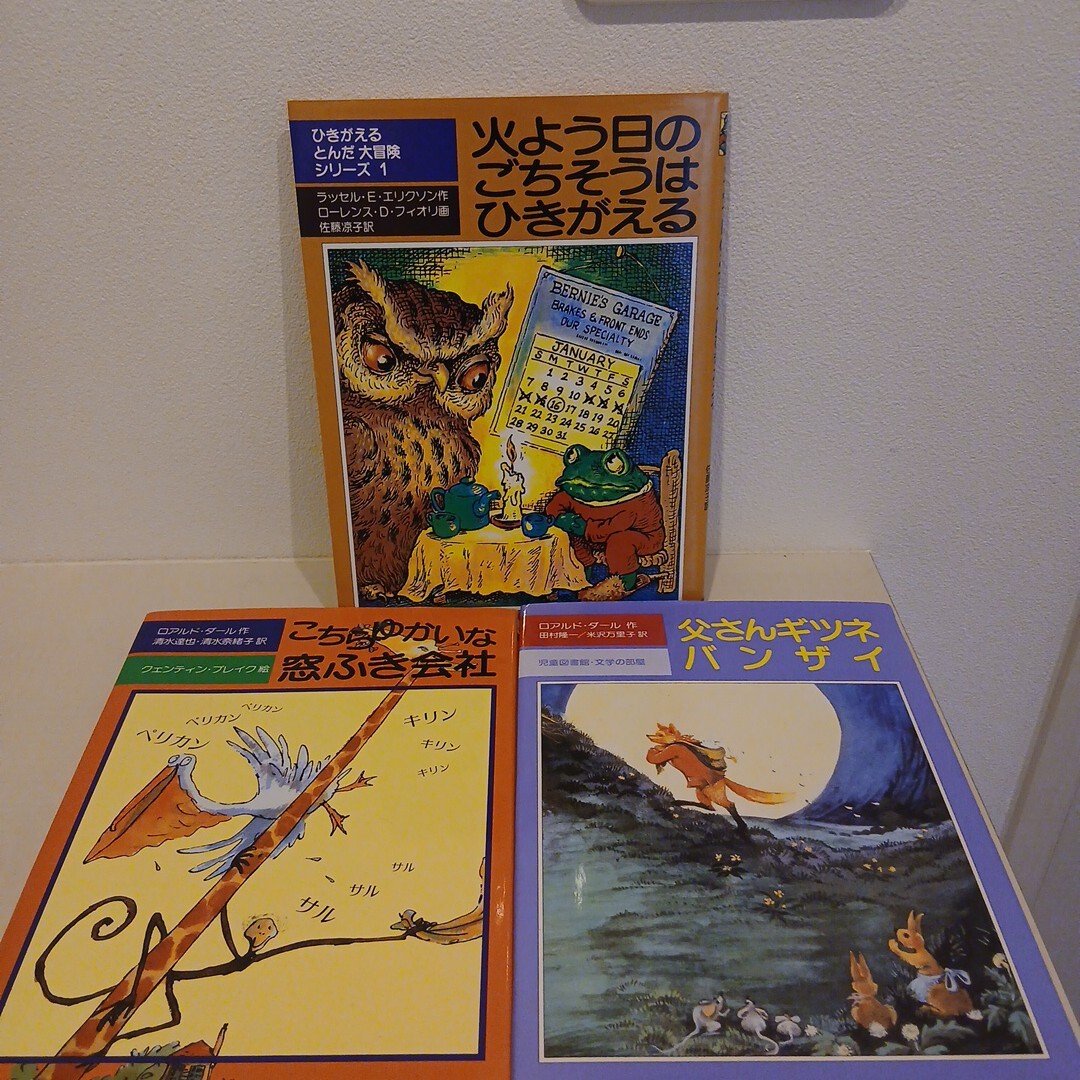 ひきがえる
とんだ大冒険
シリーズ 1
ラッセル・E・エリクソン作
ローレンス・D・フィオリ画
佐藤凉子訳
火よう日の
ごちそうは
ひきがえる
BERNIE'S GARAGE
BRAKES & FRONT ENDS
OUR SPECIALTY
JANUARY
S M T W T F S
1 2 3 4 5 6
7 8 9 10
16 17 18 19 20
21 22 23 24 25 26 27
28 29 30 31
ロアルド・ダール 作
清水達也・清水奈緒子 訳
クェンティン・ブレイク 絵
こちらゆかいな
窓ふき会社
ペリカン
ペリカン
ペリカン
キリン
キリン
キリン
サル
サル
サル
ロアルド・ダール 作
田村隆一/米沢万里子 訳
児童図書館・文学の部屋
父さんギツネ
バンザイ